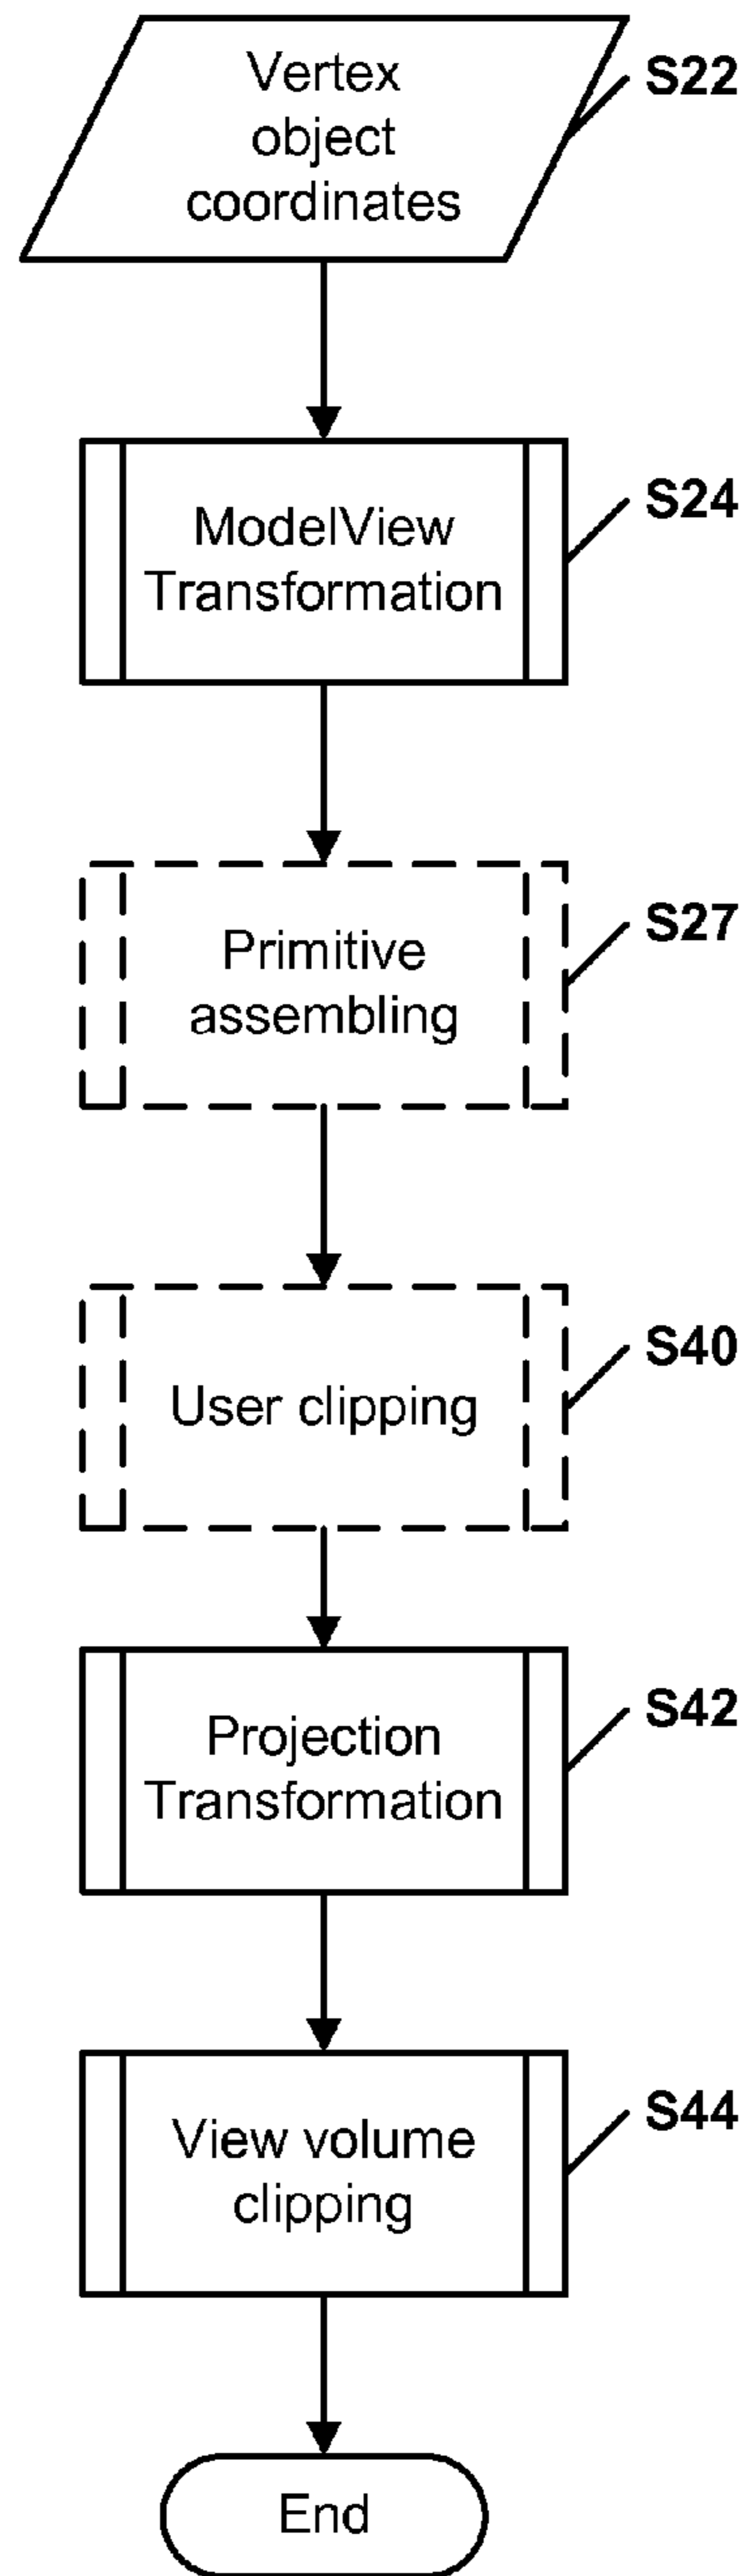 Vertex
object
coordinates
S22
ModelView
Transformation
S24
Primitive
assembling
S27
User clipping
S40
Projection
Transformation
S42
View volume
clipping
S44
End